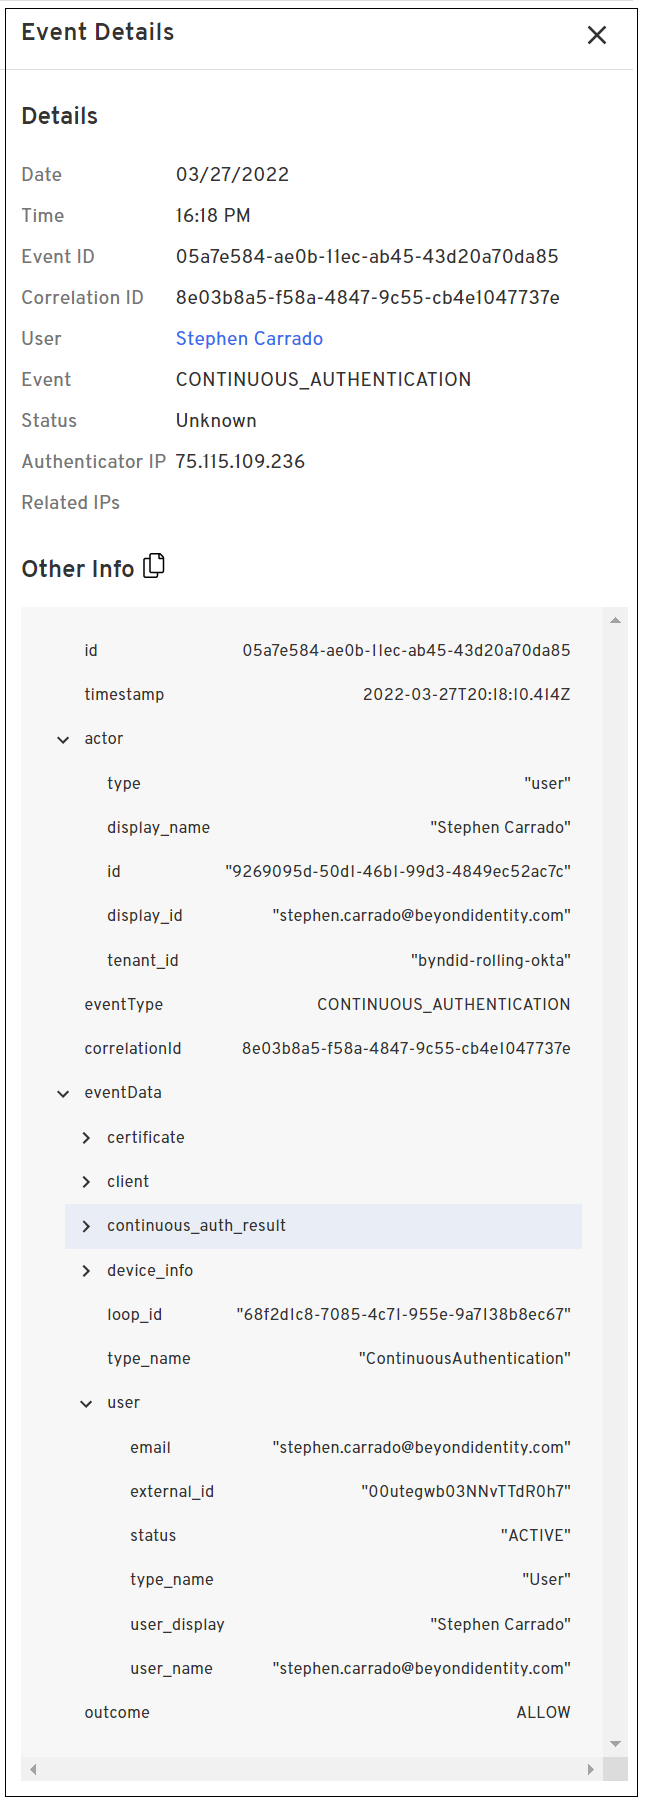 Event Details
Details
Date 03/27/2022
Time 16:18 PM
Event ID 05a7e584-ae0b-11ec-ab45-43d20a70da85
Correlation ID 8e03b8a5-f58a-4847-9c55-cb4e1047737e
User Stephen Carrado
Event CONTINUOUS_AUTHENTICATION
Status Unknown
Authenticator IP 75.115.109.236
Related IPs
Other Info
id 05a7e584-ae0b-11ec-ab45-43d20a70da85
timestamp 2022-03-27T20:18:10.414Z
actor
type "user"
display_name "Stephen Carrado"
id "9269095d-50d1-46b1-99d3-4849ec52ac7c"
display_id "stephen.carrado@beyondidentity.com"
tenant_id "byndid-rolling-okta"
eventType CONTINUOUS_AUTHENTICATION
correlationId 8e03b8a5-f58a-4847-9c55-cb4e1047737e
eventData
certificate
client
continuous_auth_result
device_info
loop_id "68f2d1c8-7085-4c71-955e-9a7138b8ec67"
type_name "ContinuousAuthentication"
user
email "stephen.carrado@beyondidentity.com"
external_id "00utegwb03NNvTTdR0h7"
status "ACTIVE"
type_name "User"
user_display "Stephen Carrado"
user_name "stephen.carrado@beyondidentity.com"
outcome ALLOW